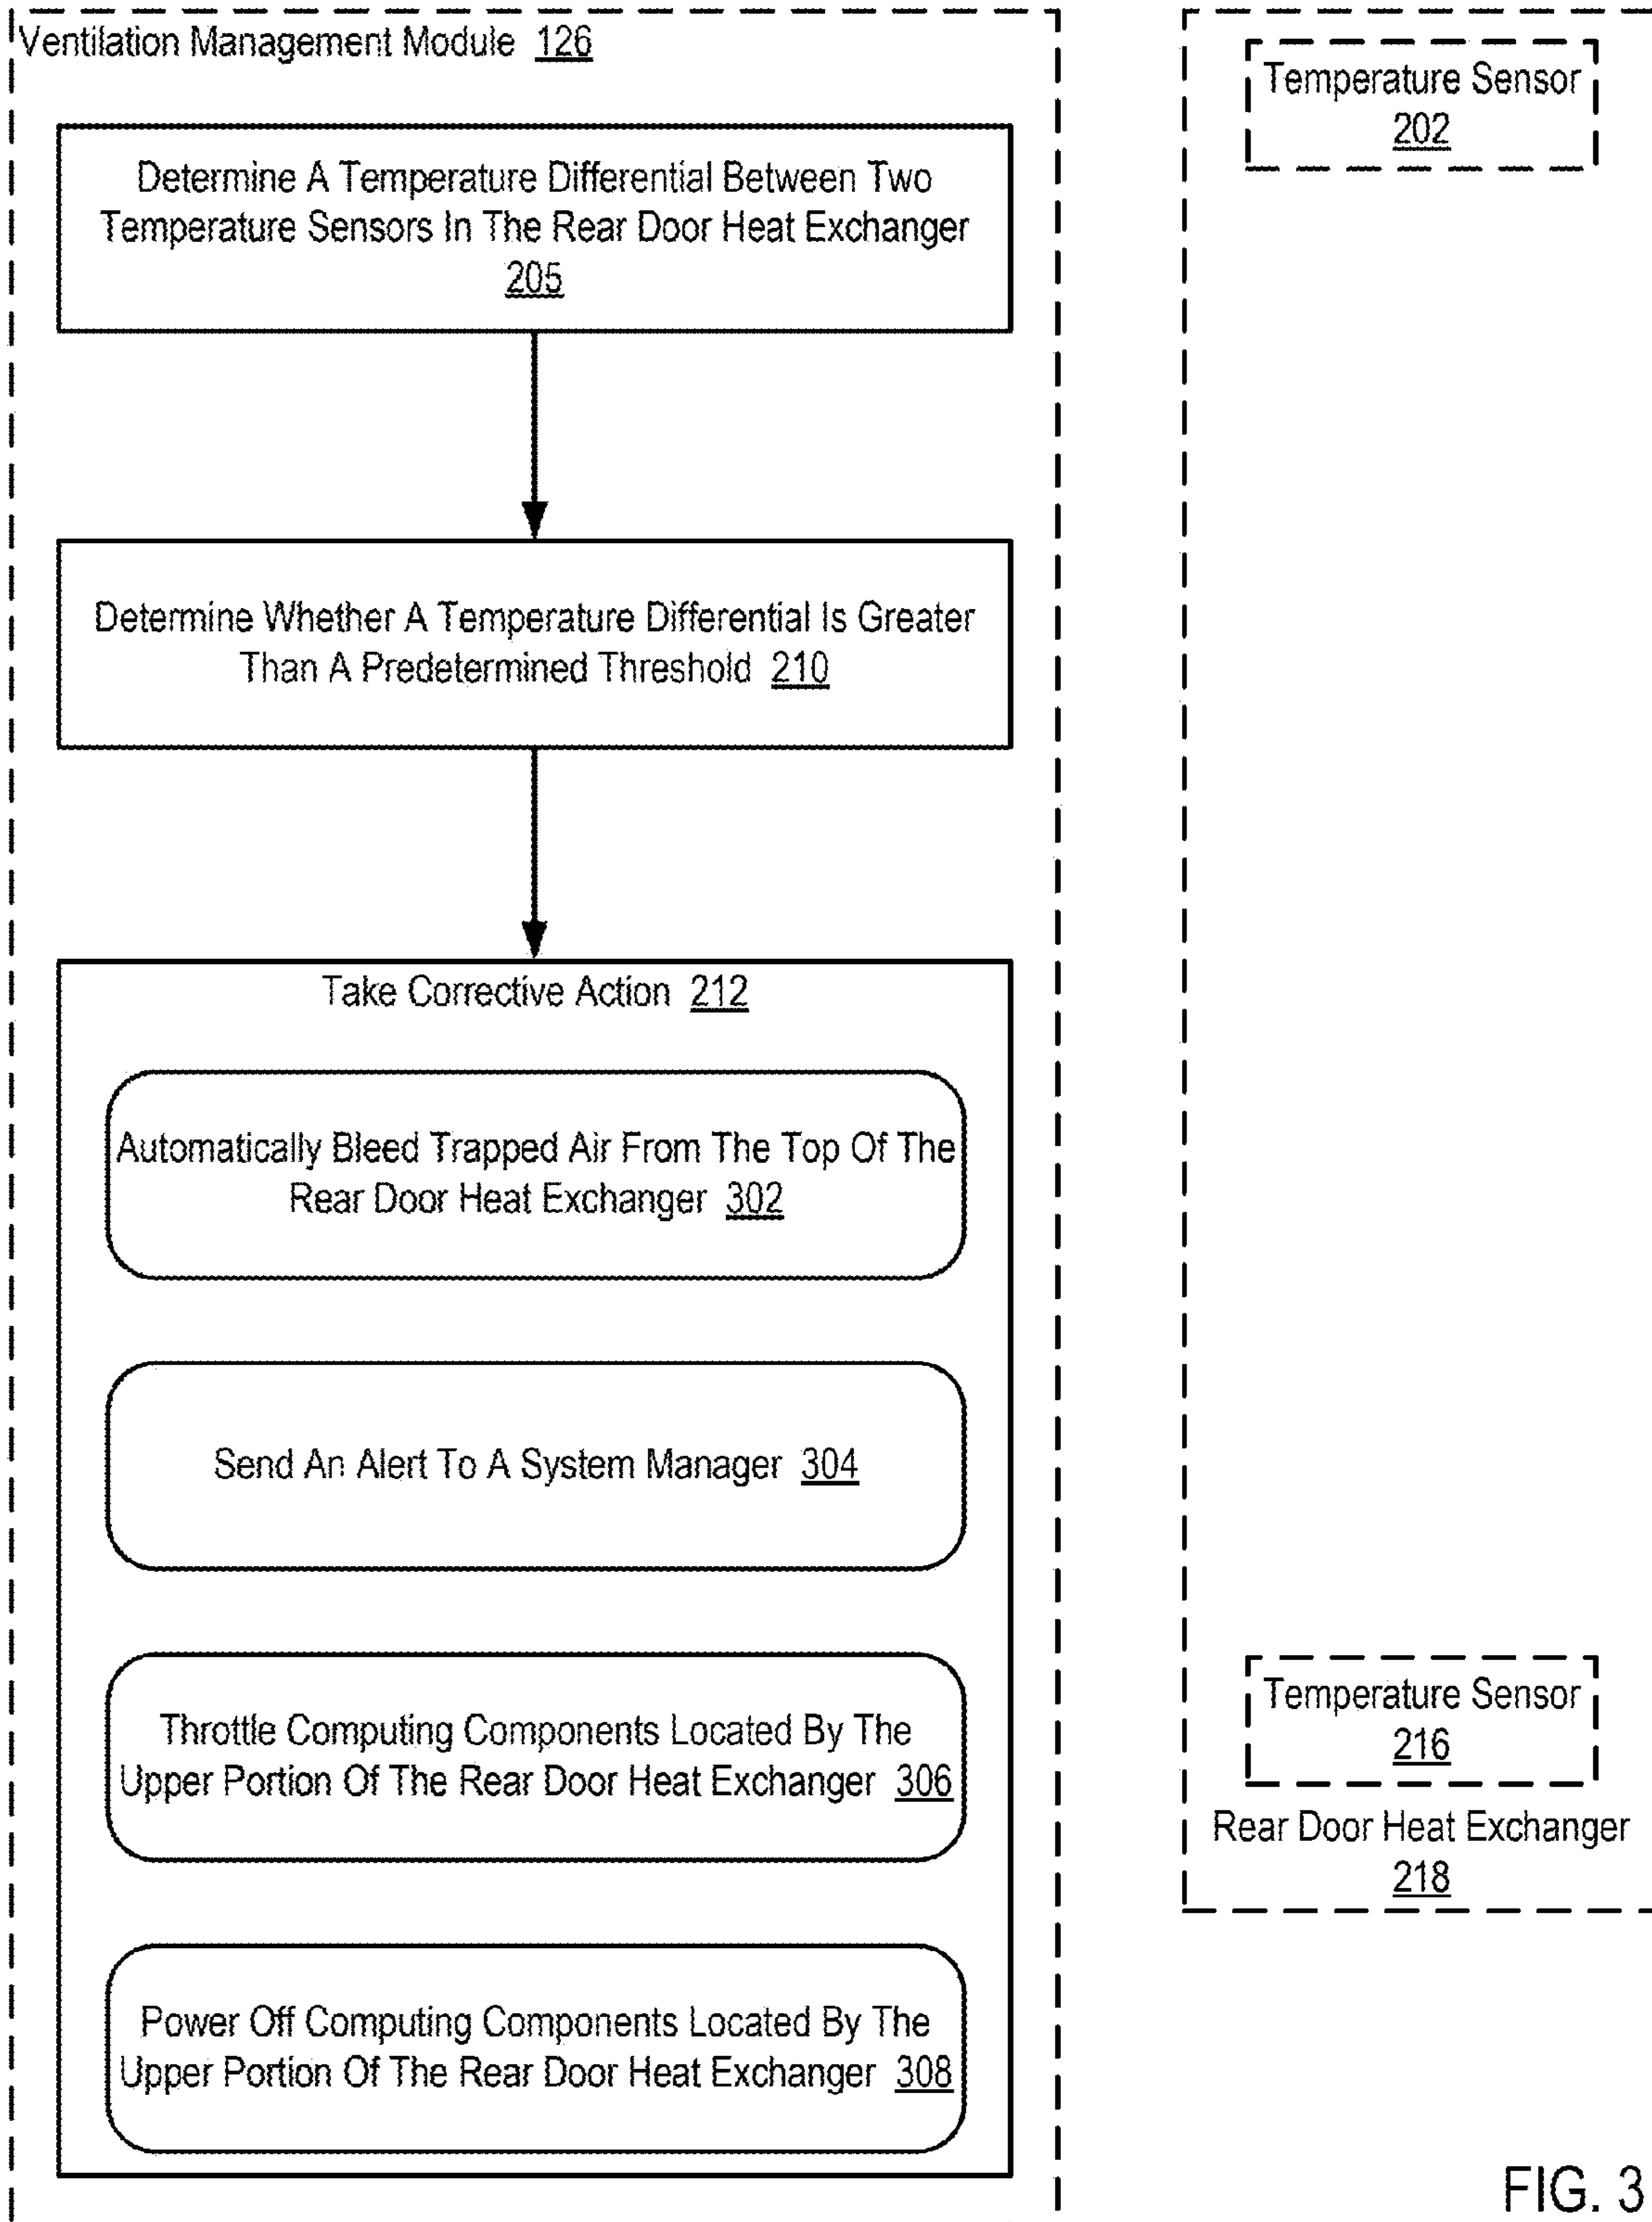 Ventilation Management Module 126
Determine A Temperature Differential Between Two
Temperature Sensors In The Rear Door Heat Exchanger
205
Determine Whether A Temperature Differential Is Greater
Than A Predetermined Threshold 210
Take Corrective Action 212
Automatically Bleed Trapped Air From The Top Of The
Rear Door Heat Exchanger 302
Send An Alert To A System Manager 304
Throttle Computing Components Located By The
Upper Portion Of The Rear Door Heat Exchanger 306
Power Off Computing Components Located By The
Upper Portion Of The Rear Door Heat Exchanger 308
Temperature Sensor
202
Temperature Sensor
216
Rear Door Heat Exchanger
218
FIG. 3